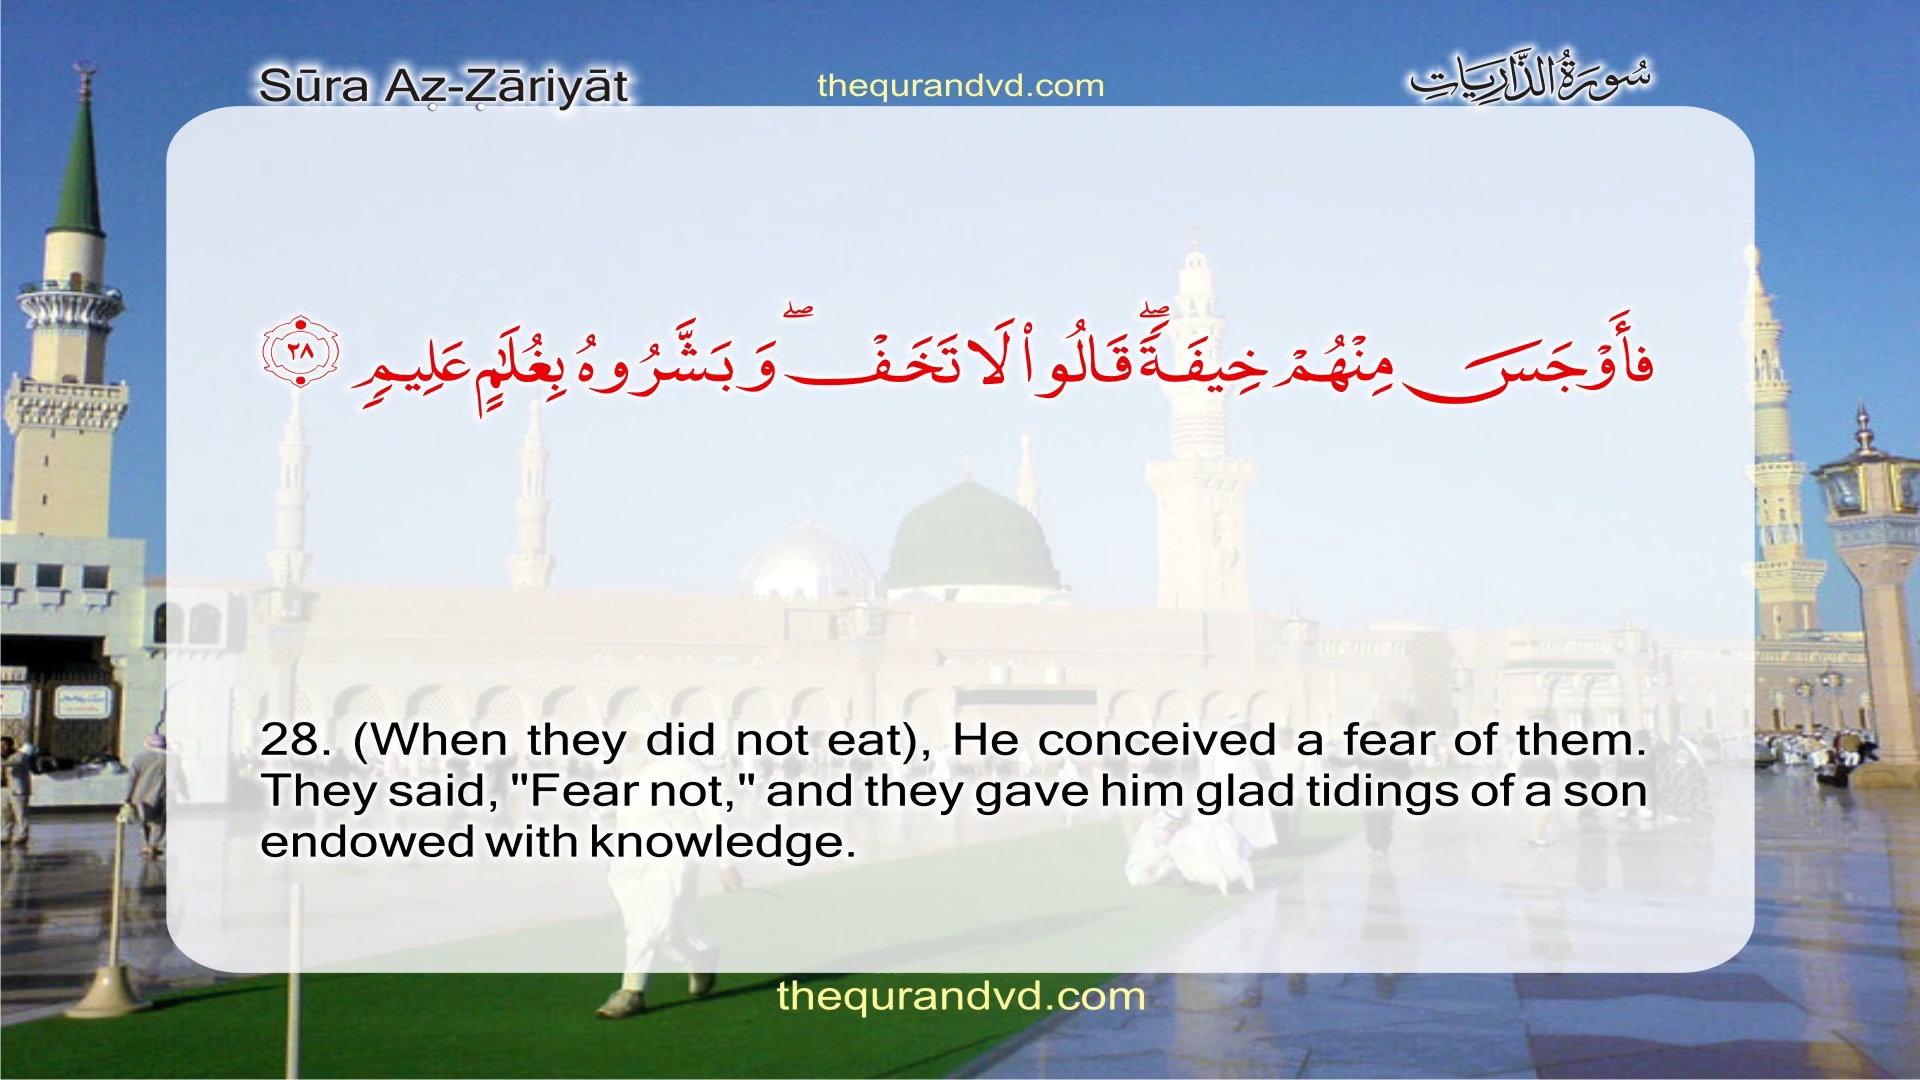 Sūra Aẓ-Ẓāriyāt
thequrandvd.com
سُورَةُ الذَّارِيَاتِ
فَأَوْجَسَ مِنْهُمْ خِيفَةً ۖ قَالُوا۟ لَا تَخَفْ ۖ وَبَشَّرُوهُ بِغُلَٰمٍ عَلِيمٍ ٢٨
28. (When they did not eat), He conceived a fear of them.
They said, "Fear not," and they gave him glad tidings of a son
endowed with knowledge.
thequrandvd.com